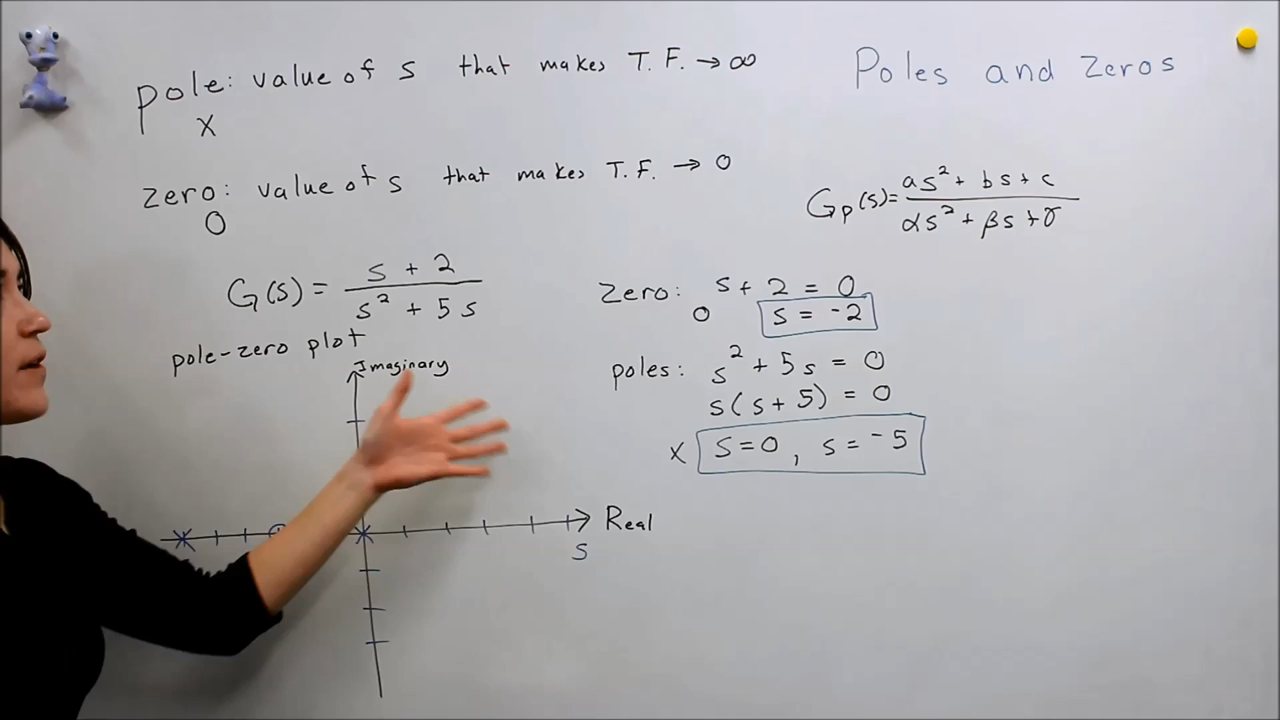 Poles and Zeros
pole: value of s that makes T. F. → ∞
x
zero: value of s that makes T. F. → 0
O
Gp(s) = (as² + bs + c) / (αs² + βs + γ)
G(s) = (s + 2) / (s² + 5s)
zero: s + 2 = 0
O s = -2
poles: s² + 5s = 0
s(s + 5) = 0
x s=0, s = -5
pole-zero plot
Imaginary
Real